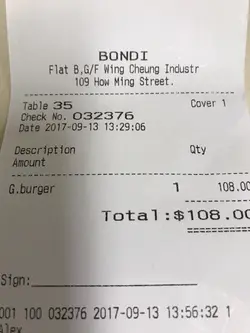 BONDI
Flat B,G/F Wing Cheung Industr
109 How Ming Street.
Table 35 Cover 1
Check No. 032376
Date 2017-09-13 13:29:06
Description Qty
Amount
G.burger 1 108.00
Total:$108.00
Sign:
001 100 032376 2017-09-13 13:56:32 1
Alex